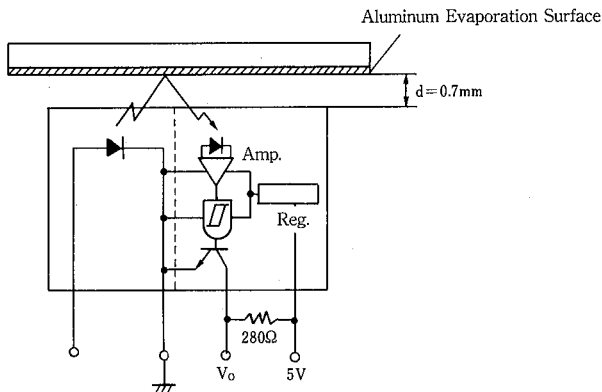 Aluminum Evaporation Surface
d=0.7mm
Amp.
Reg.
280Ω
Vo
5V